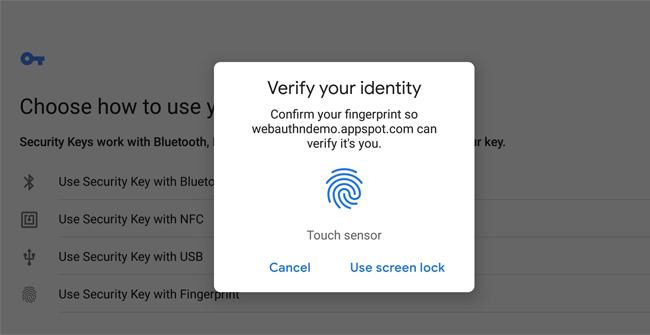 Verify your identity
Confirm your fingerprint so
webauthndemo.appspot.com can
verify it's you.
Touch sensor
Cancel Use screen lock
Choose how to use y
Security Keys work with Bluetooth, ur key.
Use Security Key with Blueto
Use Security Key with NFC
Use Security Key with USB
Use Security Key with Fingerprint